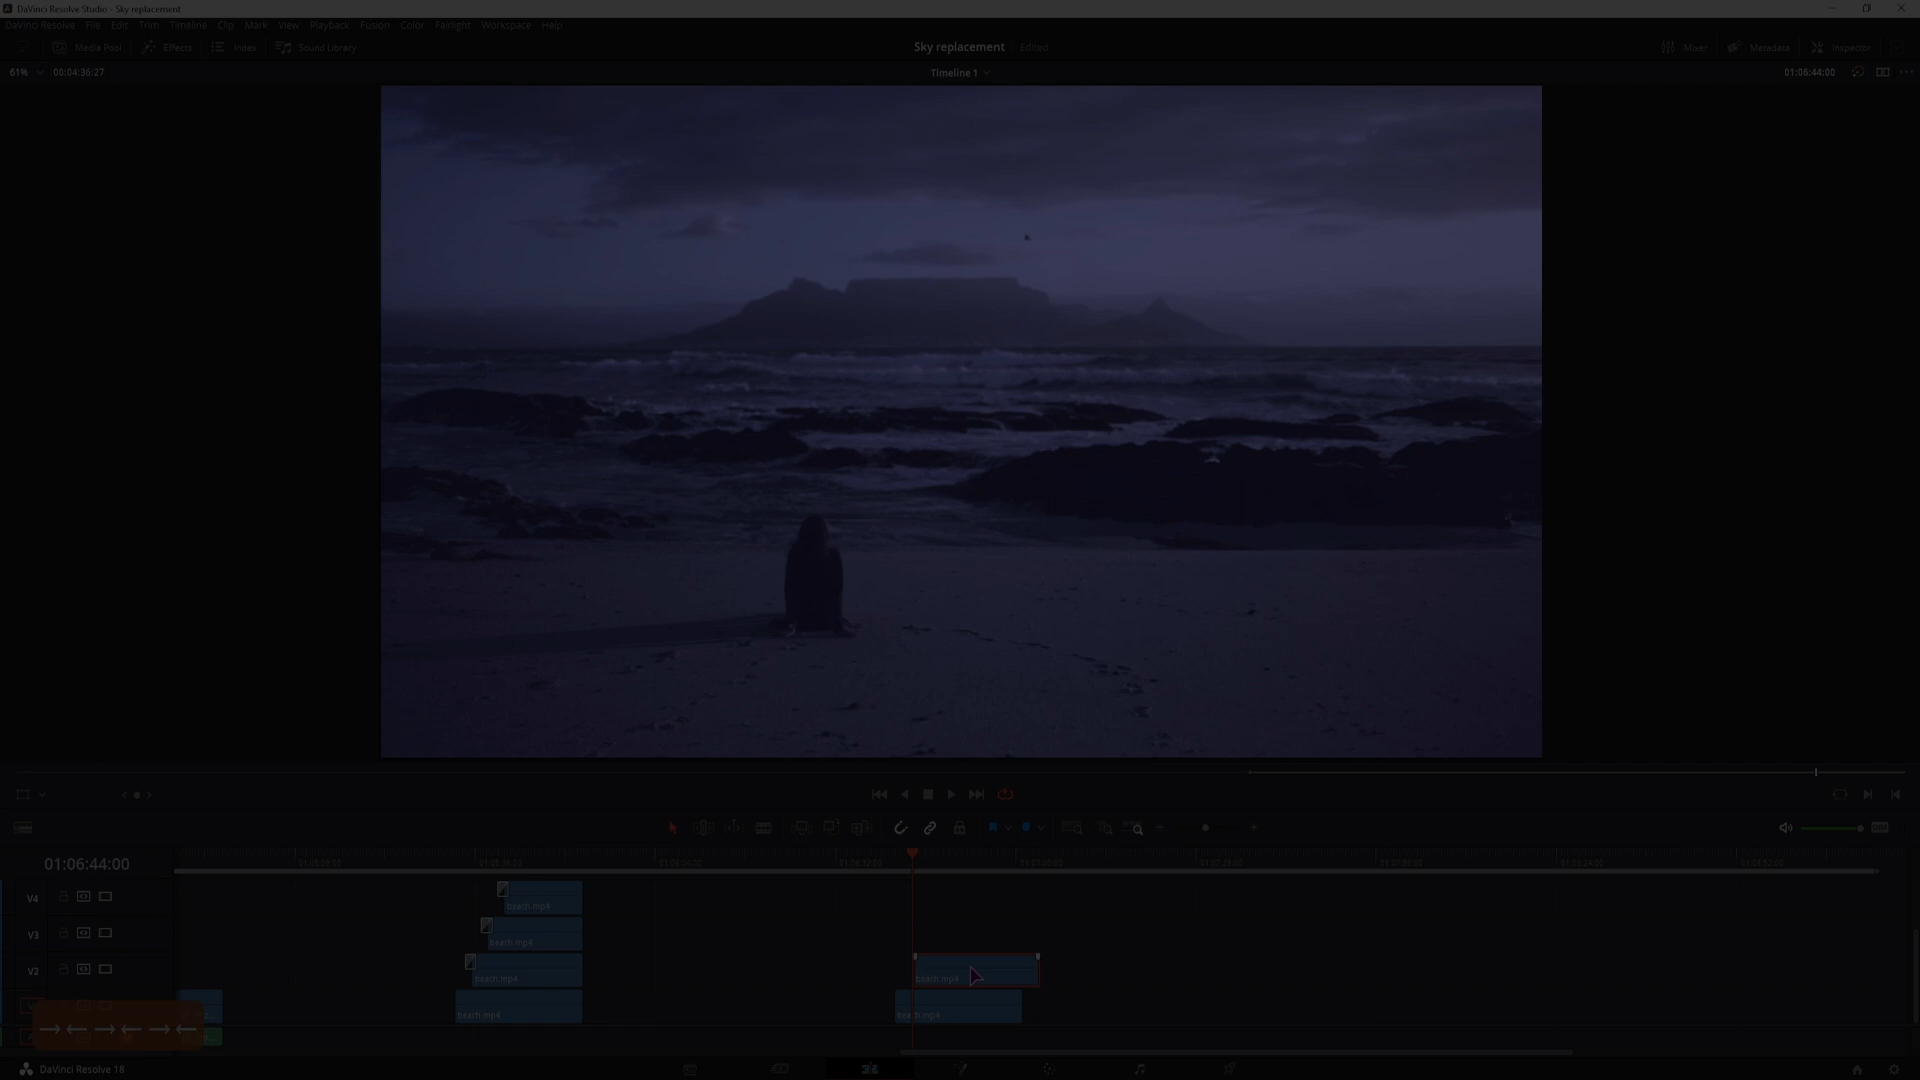 DaVinci Resolve Studio - Sky replacement
DaVinci Resolve File Edit Trim Timeline Clip Mark View Playback Fusion Color Fairlight Workspace Help
Media Pool Effects Index Sound Library Sky replacement Edited Mixer Metadata Inspector
61% 00:04:36:27 Timeline 1 01:06:44:00
01:06:44:00
V4 beach.mp4
V3 beach.mp4
V2 beach.mp4 beach.mp4
beach.mp4 beach.mp4
DaVinci Resolve 18